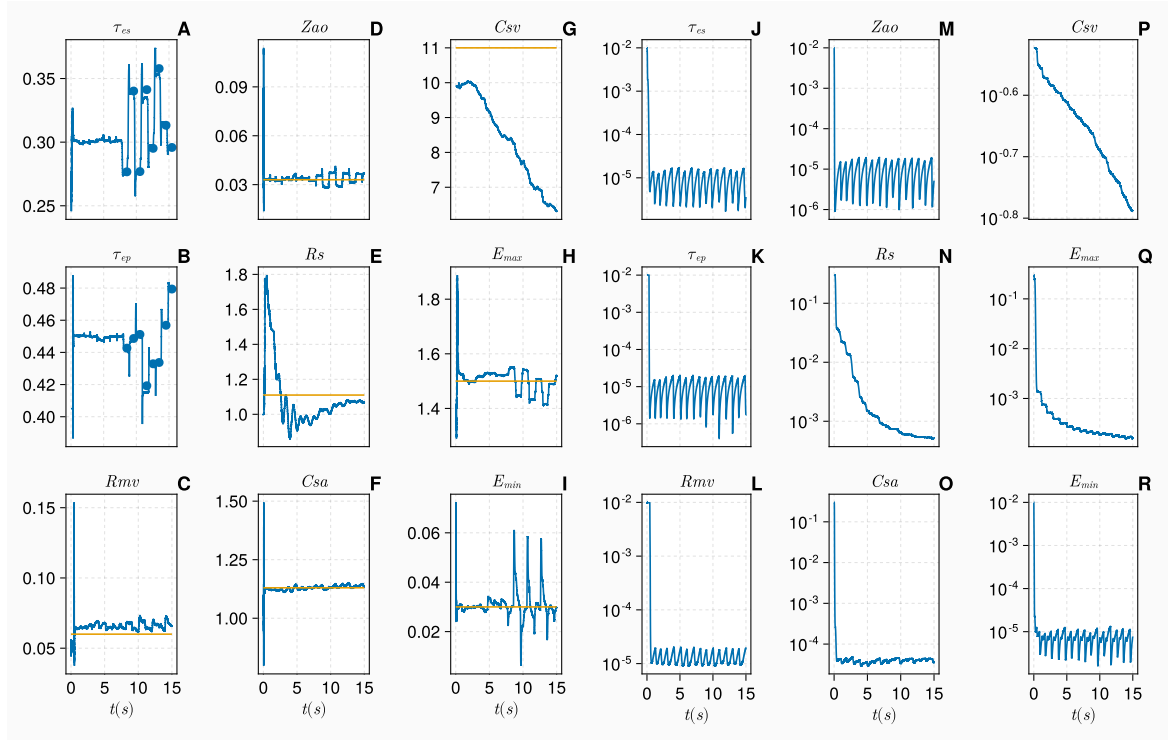 τes A Zao D Csv G τes J Zao M Csv P
0.35 0.30 0.25
0.09 0.06 0.03
11 10 9 8 7
10^-2 10^-3 10^-4 10^-5
10^-2 10^-3 10^-4 10^-5 10^-6
10^-0.6 10^-0.7 10^-0.8
τep B Rs E Emax H τep K Rs N Emax Q
0.48 0.46 0.44 0.42 0.40
1.8 1.6 1.4 1.2 1.0
1.8 1.6 1.4
10^-2 10^-3 10^-4 10^-5 10^-6
10^-1 10^-2 10^-3
10^-1 10^-2 10^-3
Rmv C Csa F Emin I Rmv L Csa O Emin R
0.15 0.10 0.05
1.50 1.25 1.00
0.06 0.04 0.02
10^-2 10^-3 10^-4 10^-5
10^-1 10^-2 10^-3 10^-4
10^-2 10^-3 10^-4 10^-5
0 5 10 15 0 5 10 15 0 5 10 15 0 5 10 15 0 5 10 15 0 5 10 15
t(s) t(s) t(s) t(s) t(s) t(s)